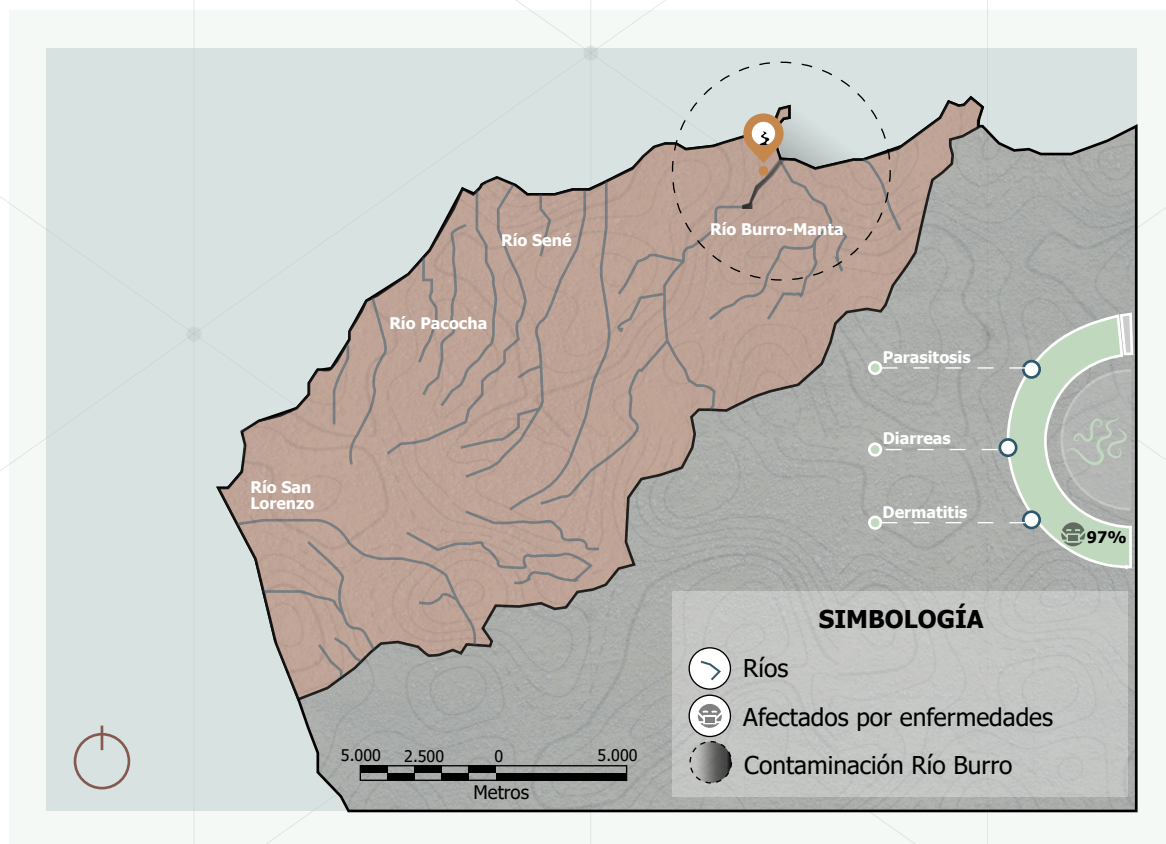 Río Burro-Manta
Río Sené
Río Pacocha
Parasitosis
Diarreas
Río San
Lorenzo
Dermatitis
97%
SIMBOLOGÍA
Ríos
Afectados por enfermedades
Contaminación Río Burro
5.000 2.500 0 5.000
Metros